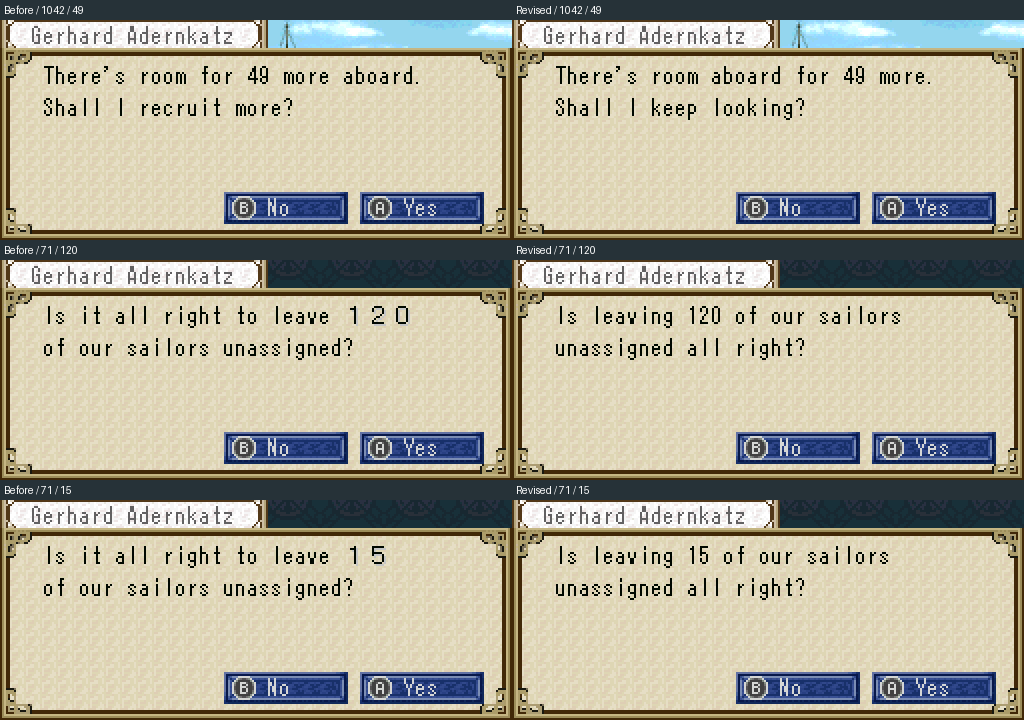 Before / 1042 / 49
Gerhard Adernkatz
There's room for 49 more aboard.
Shall I recruit more?
B No
A Yes
Revised / 1042 / 49
Gerhard Adernkatz
There's room aboard for 49 more.
Shall I keep looking?
B No
A Yes
Before / 71 / 120
Gerhard Adernkatz
Is it all right to leave 120
of our sailors unassigned?
B No
A Yes
Revised / 71 / 120
Gerhard Adernkatz
Is leaving 120 of our sailors
unassigned all right?
B No
A Yes
Before / 71 / 15
Gerhard Adernkatz
Is it all right to leave 15
of our sailors unassigned?
B No
A Yes
Revised / 71 / 15
Gerhard Adernkatz
Is leaving 15 of our sailors
unassigned all right?
B No
A Yes